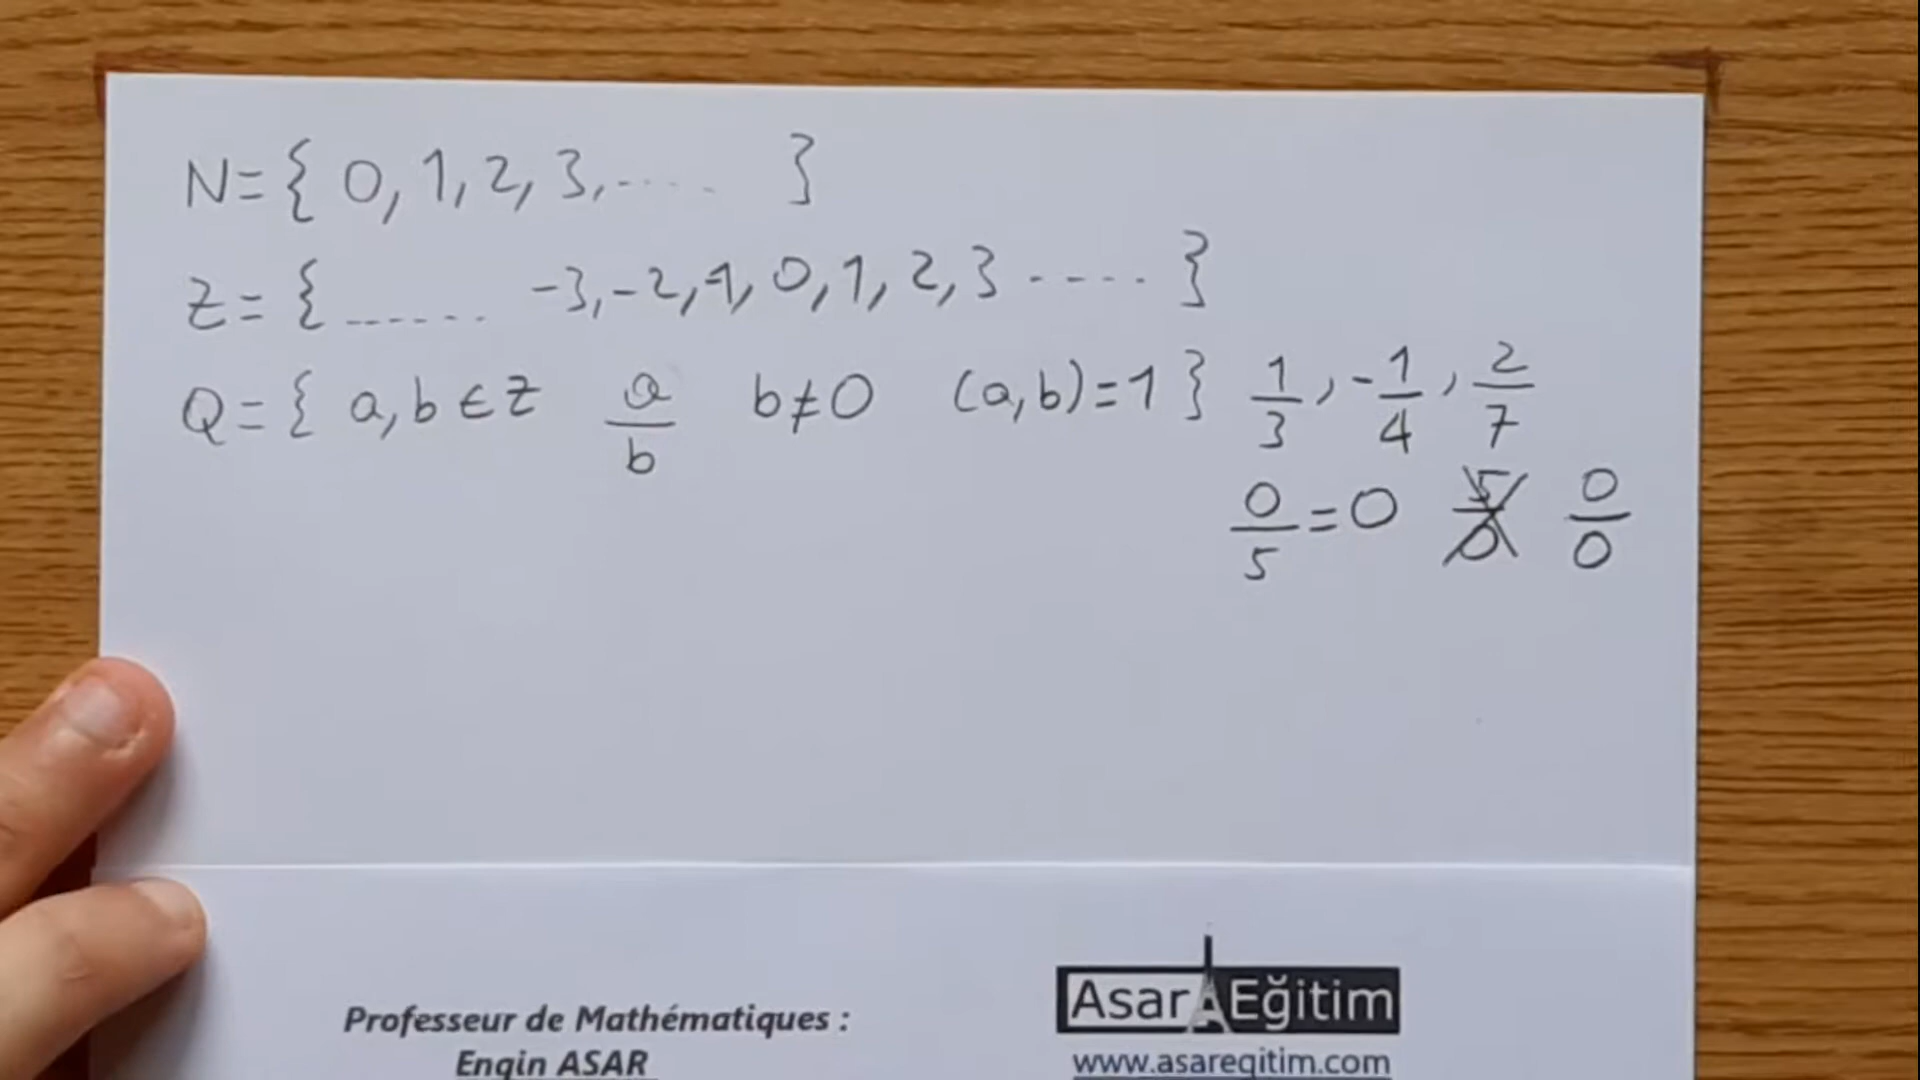 N = { 0, 1, 2, 3, ..... }
Z = { ....... -3, -2, -1, 0, 1, 2, 3 ..... }
Q = { a, b ∈ Z a/b b ≠ 0 (a, b) = 1 } 1/3, -1/4, 2/7
0/5 = 0 5/0 0/0
Professeur de Mathématiques :
Engin ASAR
Asar Eğitim
www.asaregitim.com